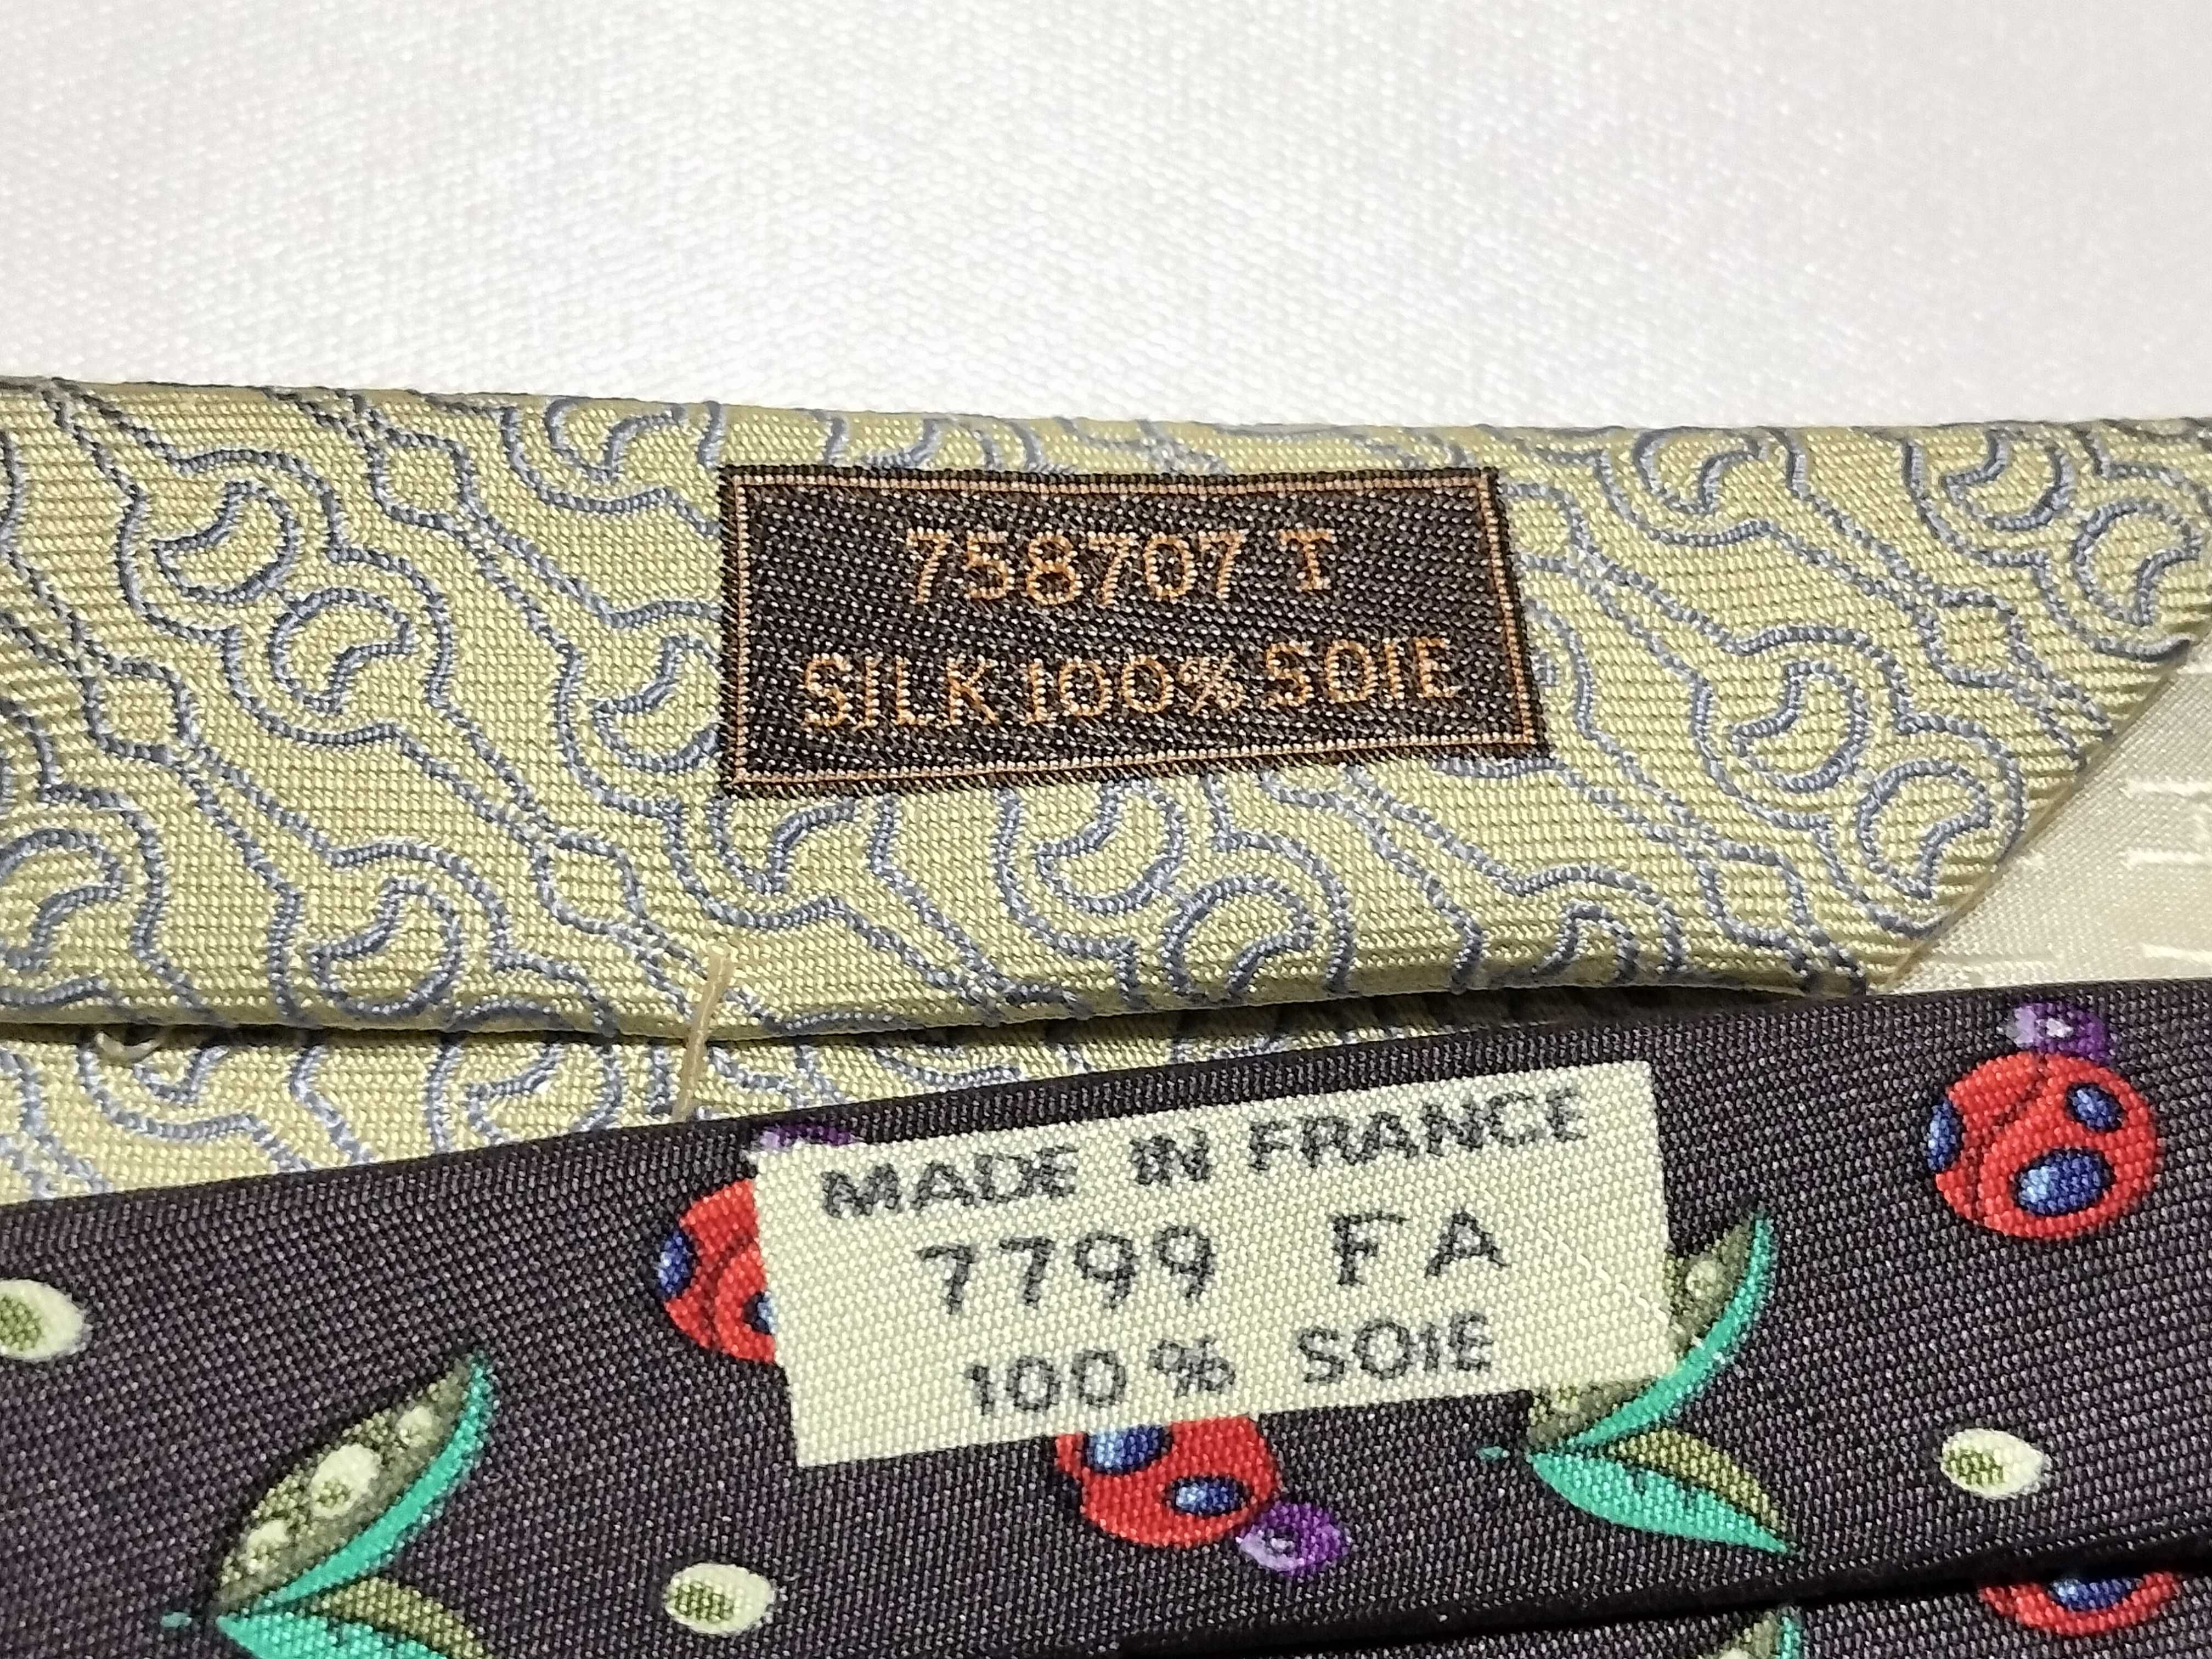 758707 T
SILK 100% SOIE
MADE IN FRANCE
7799 FA
100% SOIE